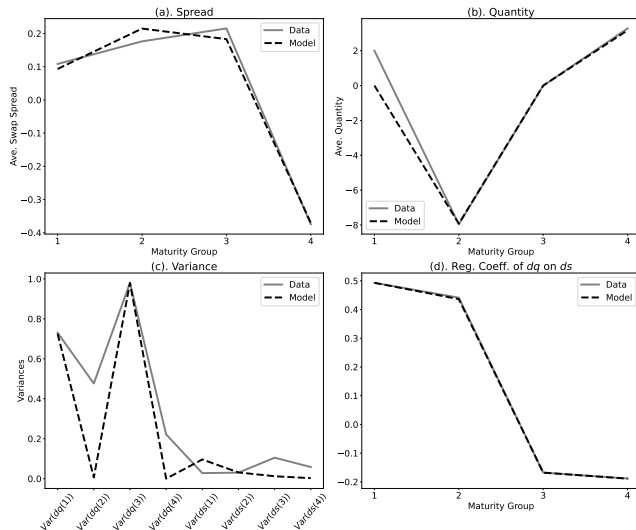 (a). Spread
Ave. Swap Spread
0.2
0.1
0.0
−0.1
−0.2
−0.3
−0.4
Data
Model
1 2 3 4
Maturity Group
(b). Quantity
Ave. Quantity
2
0
−2
−4
−6
−8
Data
Model
1 2 3 4
Maturity Group
(c). Variance
Variances
1.0
0.8
0.6
0.4
0.2
0.0
Data
Model
Var(dq(1))
Var(dq(2))
Var(dq(3))
Var(dq(4))
Var(ds(1))
Var(ds(2))
Var(ds(3))
Var(ds(4))
(d). Reg. Coeff. of dq on ds
0.5
0.4
0.3
0.2
0.1
0.0
−0.1
−0.2
Data
Model
1 2 3 4
Maturity Group